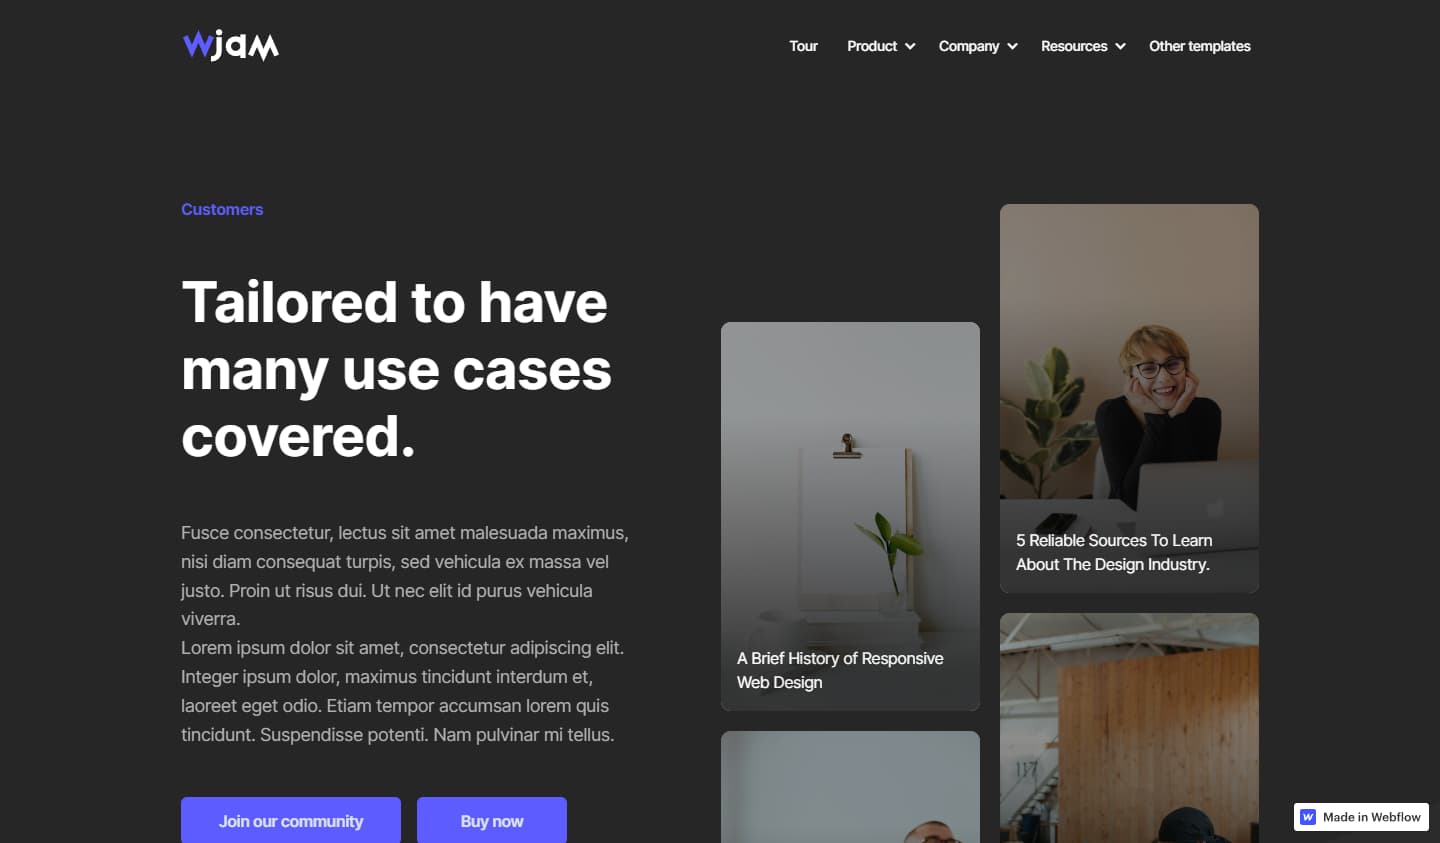 wjam
Tour
Product
Company
Resources
Other templates
Customers
Tailored to have
many use cases
covered.
Fusce consectetur, lectus sit amet malesuada maximus,
nisi diam consequat turpis, sed vehicula ex massa vel
justo. Proin ut risus dui. Ut nec elit id purus vehicula
viverra.
Lorem ipsum dolor sit amet, consectetur adipiscing elit.
Integer ipsum dolor, maximus tincidunt interdum et,
laoreet eget odio. Etiam tempor accumsan lorem quis
tincidunt. Suspendisse potenti. Nam pulvinar mi tellus.
Join our community
Buy now
A Brief History of Responsive
Web Design
5 Reliable Sources To Learn
About The Design Industry.
117
Made in Webflow